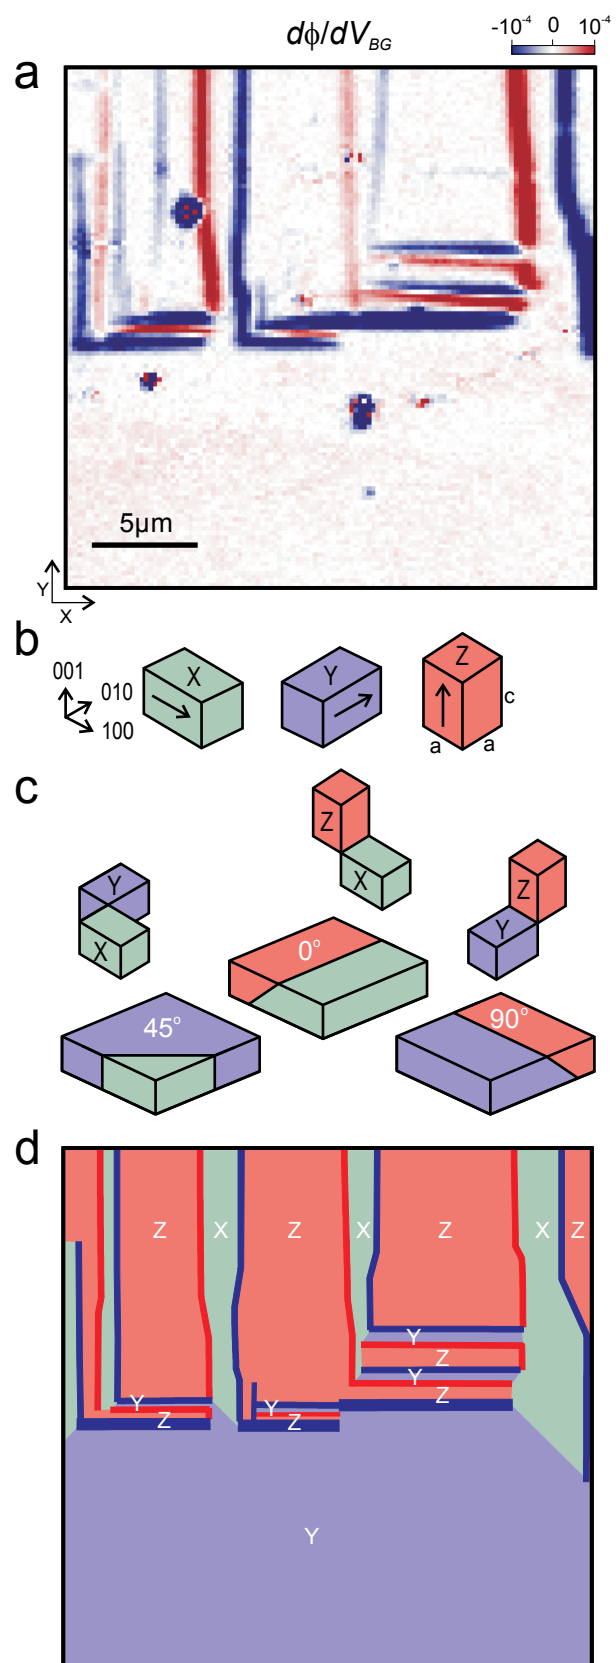 dϕ/dV_BG
-10⁻⁴ 0 10⁻⁴
a
5µm
Y
X
b
001
010
100
X
Y
Z
c
a
a
c
Z
X
Y
X
Z
Y
0°
45°
90°
d
Z X Z X Z X Z
Y
Z
Y
Z
Y
Z
Y
Z
Y